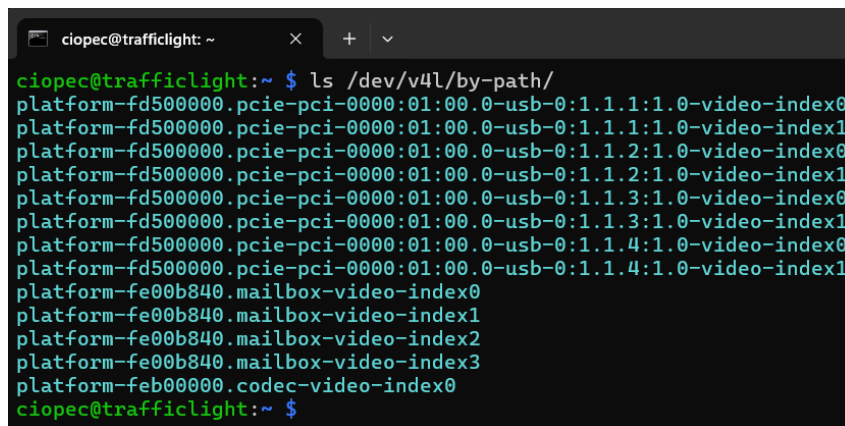 ciopec@trafficlight: ~
ciopec@trafficlight:~ $ ls /dev/v4l/by-path/
platform-fd500000.pcie-pci-0000:01:00.0-usb-0:1.1.1:1.0-video-index0
platform-fd500000.pcie-pci-0000:01:00.0-usb-0:1.1.1:1.0-video-index1
platform-fd500000.pcie-pci-0000:01:00.0-usb-0:1.1.2:1.0-video-index0
platform-fd500000.pcie-pci-0000:01:00.0-usb-0:1.1.2:1.0-video-index1
platform-fd500000.pcie-pci-0000:01:00.0-usb-0:1.1.3:1.0-video-index0
platform-fd500000.pcie-pci-0000:01:00.0-usb-0:1.1.3:1.0-video-index1
platform-fd500000.pcie-pci-0000:01:00.0-usb-0:1.1.4:1.0-video-index0
platform-fd500000.pcie-pci-0000:01:00.0-usb-0:1.1.4:1.0-video-index1
platform-fe00b840.mailbox-video-index0
platform-fe00b840.mailbox-video-index1
platform-fe00b840.mailbox-video-index2
platform-fe00b840.mailbox-video-index3
platform-feb00000.codec-video-index0
ciopec@trafficlight:~ $